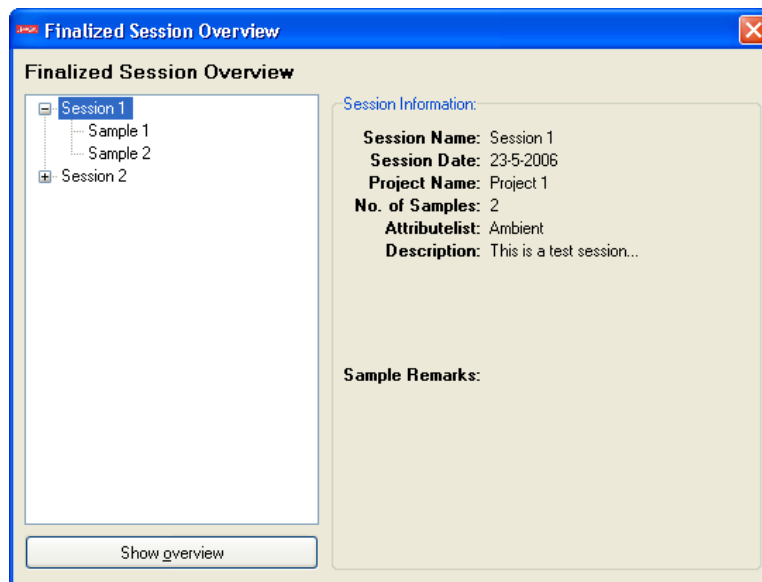 Finalized Session Overview
Finalized Session Overview
Session 1
Sample 1
Sample 2
Session 2
Show overview
Session Information:
Session Name: Session 1
Session Date: 23-5-2006
Project Name: Project 1
No. of Samples: 2
Attributelist: Ambient
Description: This is a test session...
Sample Remarks: